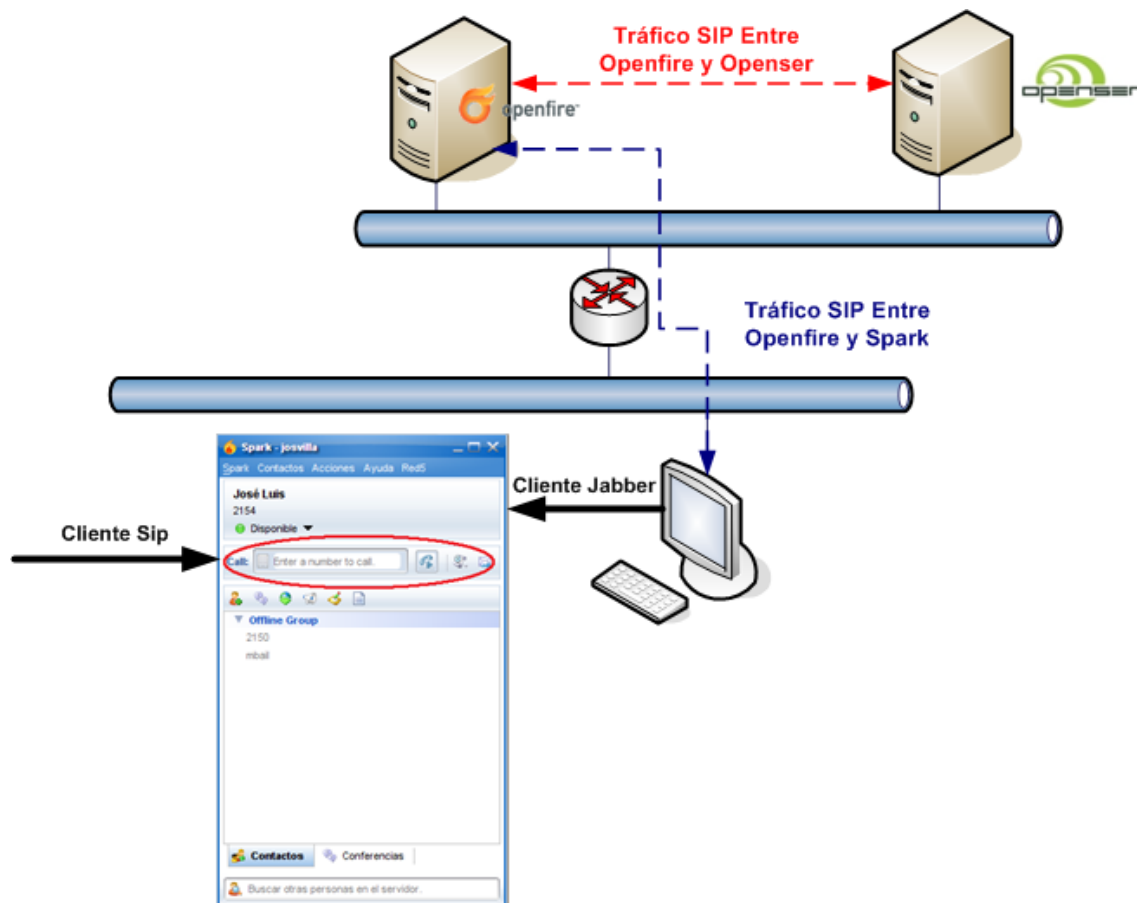 Tráfico SIP Entre
Openfire y Openser
openfire
openser
Tráfico SIP Entre
Openfire y Spark
Spark - josvilla
Spark Contactos Acciones Ayuda Red5
José Luis
2154
Disponible
Cliente Jabber
Cliente Sip
Call: Enter a number to call.
Offline Group
2150
mball
Contactos Conferencias
Buscar otras personas en el servidor.